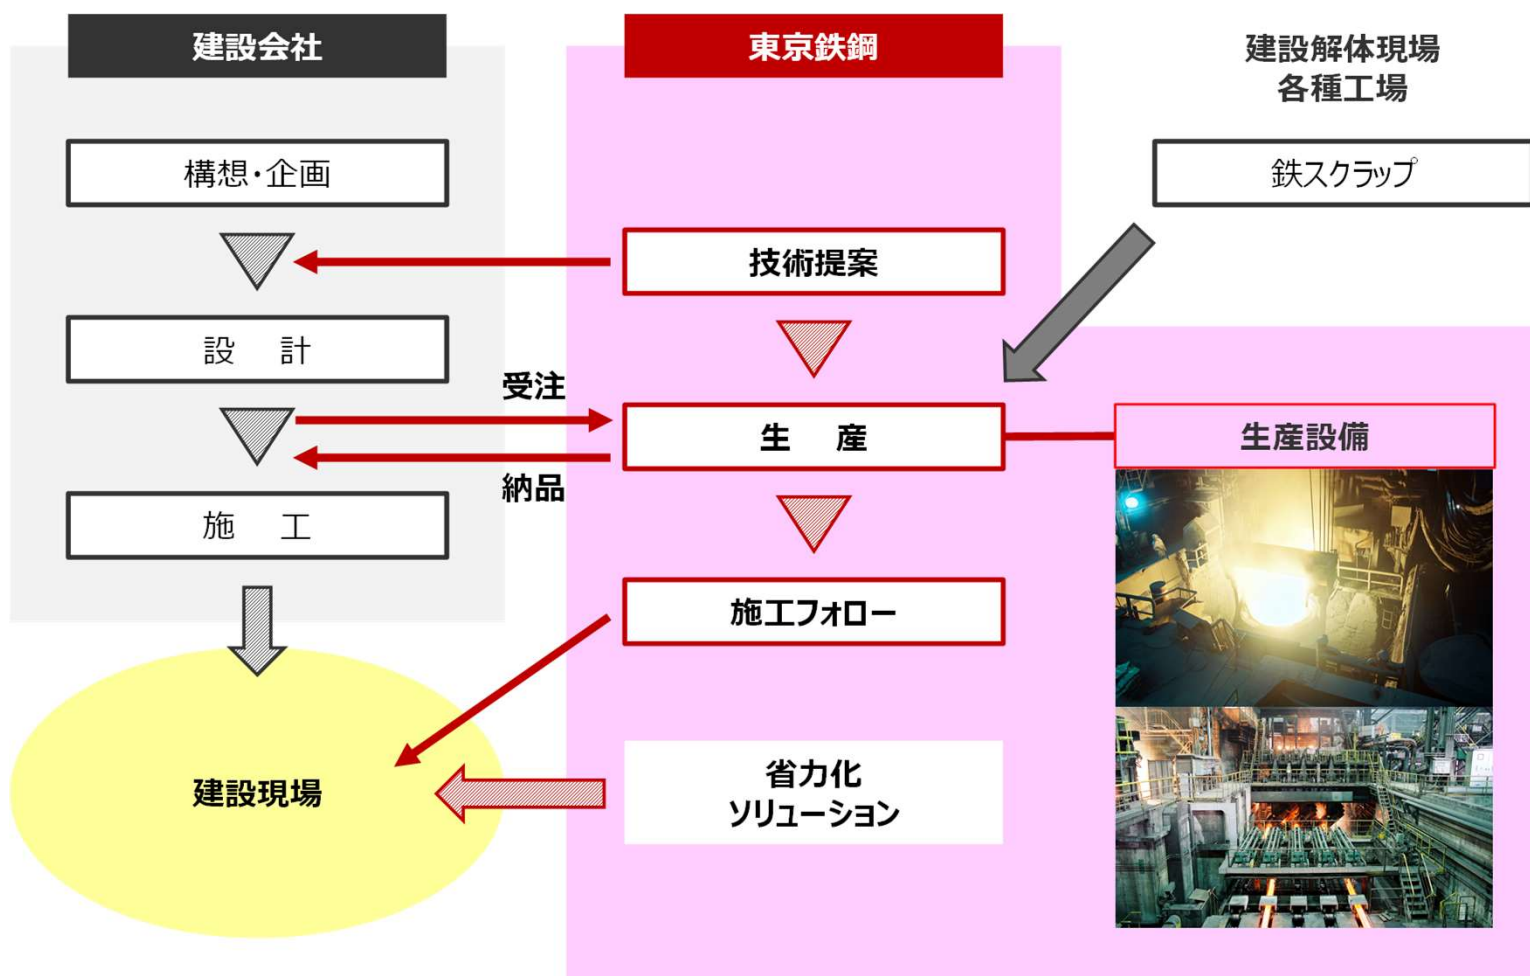 建設会社
東京鉄鋼
建設解体現場
各種工場
構想・企画
鉄スクラップ
技術提案
設　計
受注
生　産
生産設備
納品
施　工
施工フォロー
省力化
ソリューション
建設現場